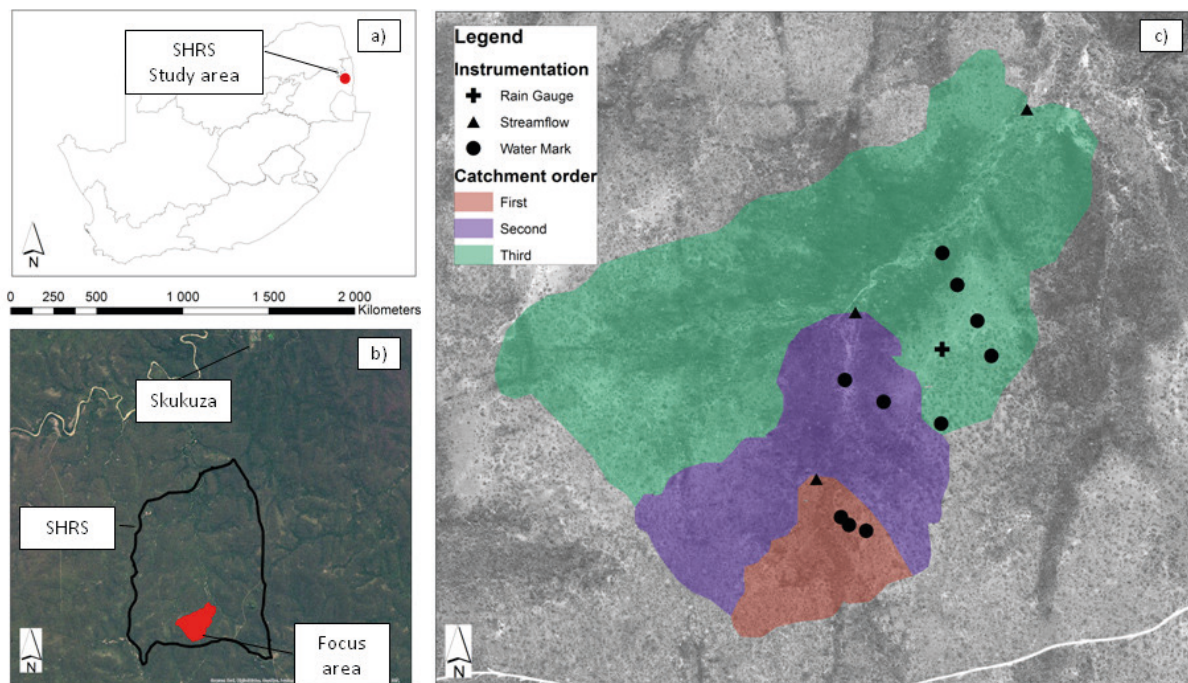 a)
SHRS
Study area
N
0 250 500 1 000 1 500 2 000
Kilometers
b)
Skukuza
SHRS
Focus
area
N
c)
Legend
Instrumentation
Rain Gauge
Streamflow
Water Mark
Catchment order
First
Second
Third
N